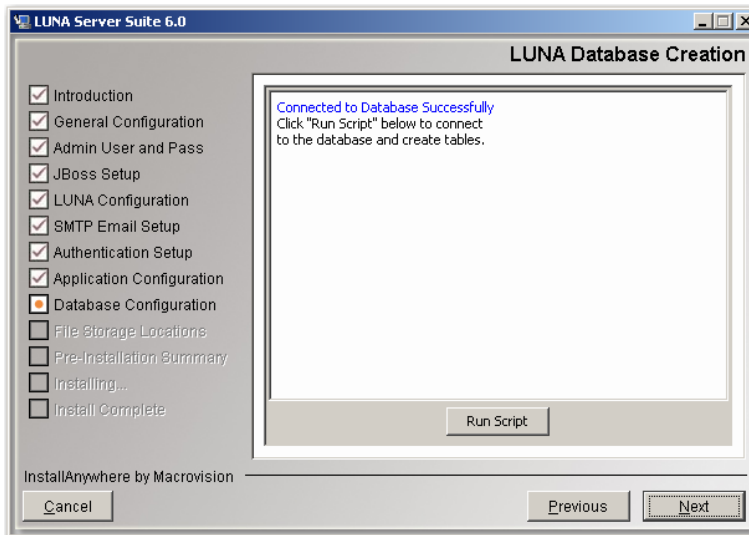 LUNA Server Suite 6.0
LUNA Database Creation
Introduction
General Configuration
Admin User and Pass
JBoss Setup
LUNA Configuration
SMTP Email Setup
Authentication Setup
Application Configuration
Database Configuration
File Storage Locations
Pre-Installation Summary
Installing...
Install Complete
Connected to Database Successfully
Click "Run Script" below to connect
to the database and create tables.
Run Script
InstallAnywhere by Macrovision
Cancel
Previous
Next